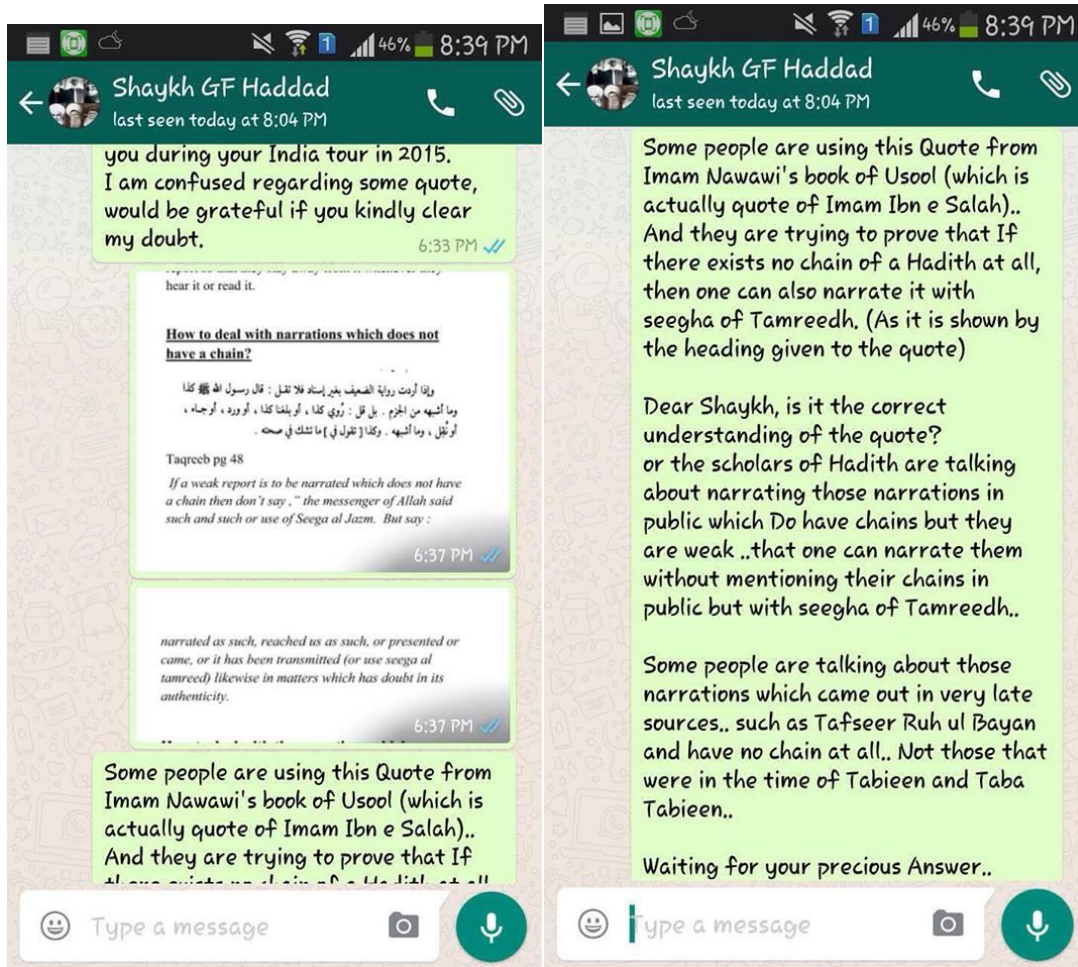 46% 8:39 PM
Shaykh GF Haddad
last seen today at 8:04 PM
you during your India tour in 2015.
I am confused regarding some quote,
would be grateful if you kindly clear
my doubt.
6:33 PM
hear it or read it.
How to deal with narrations which does not
have a chain?
وإذا أردت رواية الضعيف بغير إسناد فلا تقل : قال رسول الله ﷺ كذا
وما أشبهه من الجزم . بل قل : رُوي كذا ، أو بلغنا كذا ، أو ورد ، أو جاء ،
أو نُقِل ، وما أشبهه . وكذا [ تقول في ] ما تشك في صحته .
Taqreeb pg 48
If a weak report is to be narrated which does not have
a chain then don't say ," the messenger of Allah said
such and such or use of Seega al Jazm. But say :
6:37 PM
narrated as such, reached us as such, or presented or
came, or it has been transmitted (or use seega al
tamreed) likewise in matters which has doubt in its
authenticity.
6:37 PM
Some people are using this Quote from
Imam Nawawi's book of Usool (which is
actually quote of Imam Ibn e Salah)..
And they are trying to prove that If
there exists no chain of a Hadith at all
Type a message
1 46% 8:39 PM
Shaykh GF Haddad
last seen today at 8:04 PM
Some people are using this Quote from
Imam Nawawi's book of Usool (which is
actually quote of Imam Ibn e Salah)..
And they are trying to prove that If
there exists no chain of a Hadith at all,
then one can also narrate it with
seegha of Tamreedh. (As it is shown by
the heading given to the quote)
Dear Shaykh, is it the correct
understanding of the quote?
or the scholars of Hadith are talking
about narrating those narrations in
public which Do have chains but they
are weak ..that one can narrate them
without mentioning their chains in
public but with seegha of Tamreedh..
Some people are talking about those
narrations which came out in very late
sources.. such as Tafseer Ruh ul Bayan
and have no chain at all.. Not those that
were in the time of Tabieen and Taba
Tabieen..
Waiting for your precious Answer..
Type a message